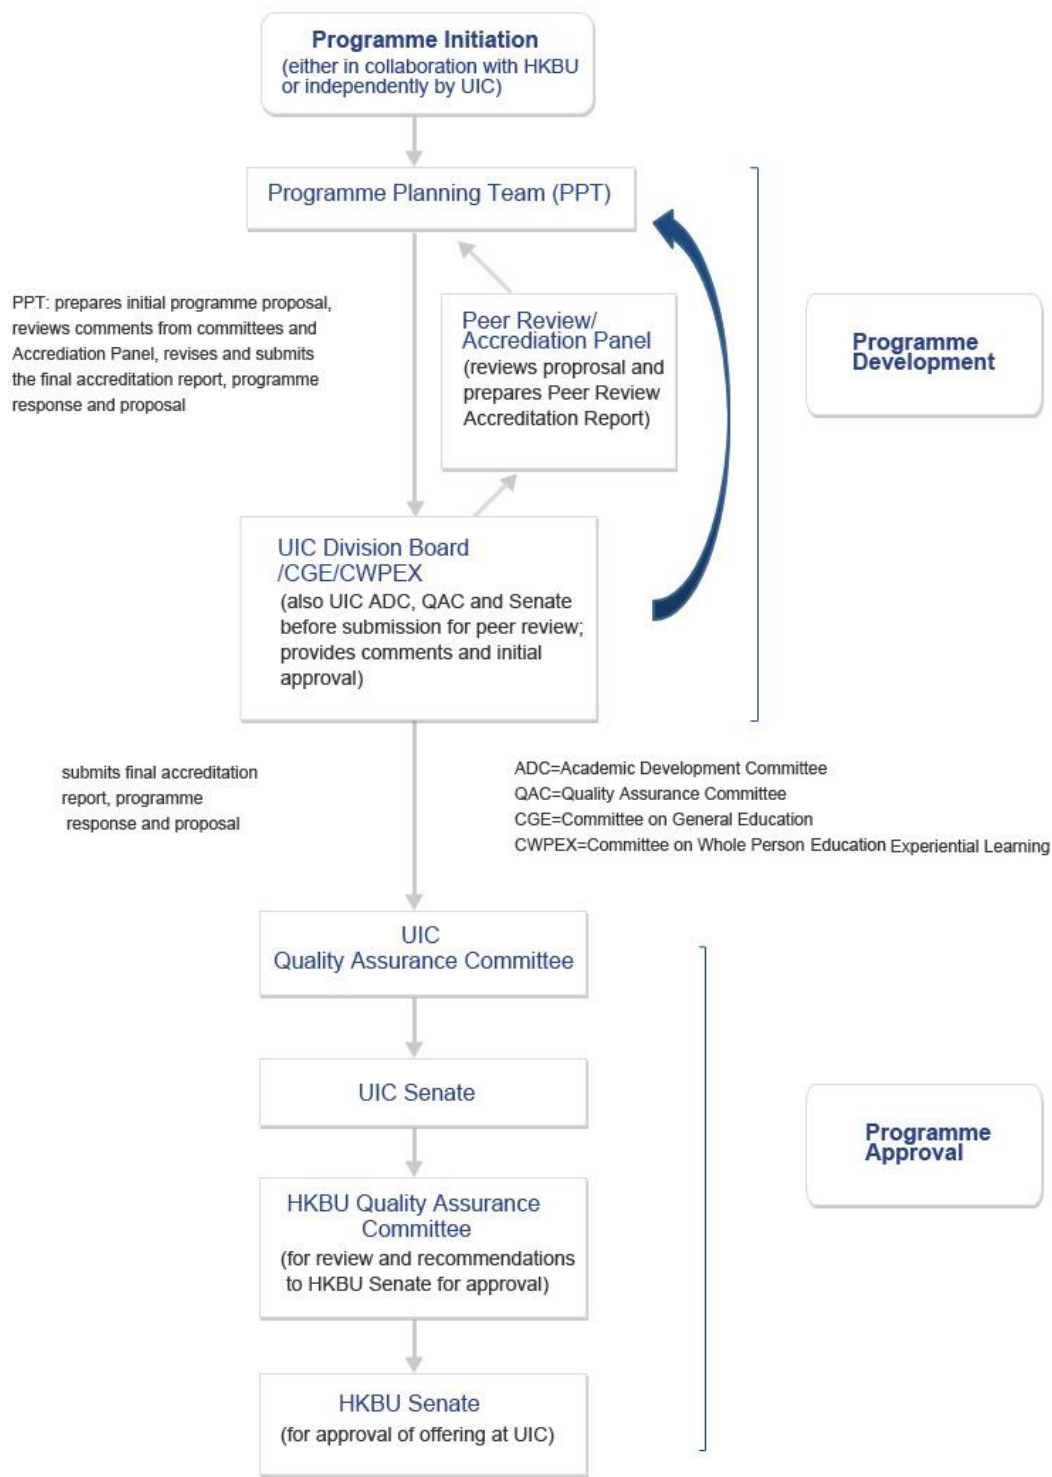 Programme Initiation
(either in collaboration with HKBU
or independently by UIC)
Programme Planning Team (PPT)
PPT: prepares initial programme proposal,
reviews comments from committees and
Accrediation Panel, revises and submits
the final accreditation report, programme
response and proposal
Peer Review/
Accrediation Panel
(reviews proprosal and
prepares Peer Review
Accreditation Report)
Programme
Development
UIC Division Board
/CGE/CWPEX
(also UIC ADC, QAC and Senate
before submission for peer review;
provides comments and initial
approval)
submits final accreditation
report, programme
response and proposal
ADC=Academic Development Committee
QAC=Quality Assurance Committee
CGE=Committee on General Education
CWPEX=Committee on Whole Person Education Experiential Learning
UIC
Quality Assurance Committee
UIC Senate
Programme
Approval
HKBU Quality Assurance
Committee
(for review and recommendations
to HKBU Senate for approval)
HKBU Senate
(for approval of offering at UIC)